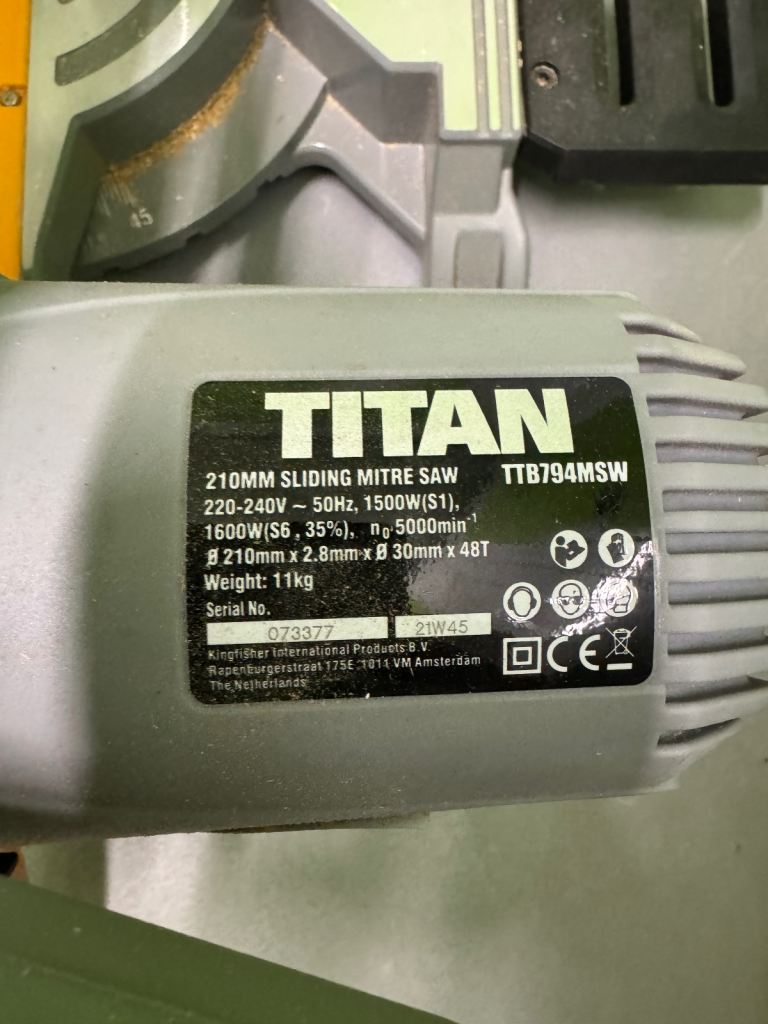 45
TITAN
210MM SLIDING MITRE SAW TTB794MSW
220-240V ~ 50Hz, 1500W(S1),
1600W(S6 , 35%), n₀:5000min⁻¹
Ø 210mm x 2.8mm x Ø 30mm x 48T
Weight: 11kg
Serial No.
073377 21W45
Kingfisher International Products B.V.
Rapenburgerstraat 175E 1011 VM Amsterdam
The Netherlands
CE